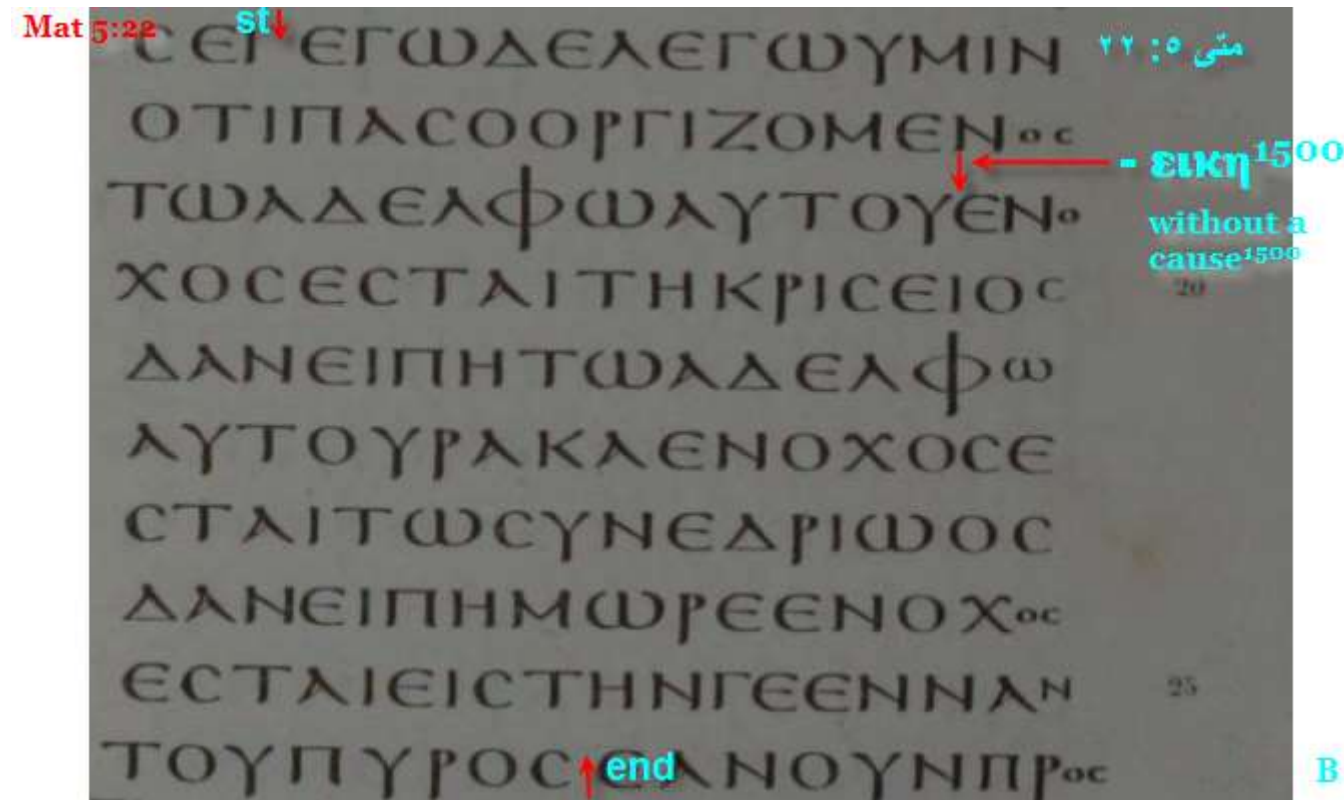 Mat 5:22 st متى ٥: ٢٢
ϹΕΙ ΕΓΩΔΕΛΕΓΩΥΜΙΝ
ΟΤΙΠΑϹΟΟΡΓΙΖΟΜΕΝΟϹ
- εικη1500
ΤΩΑΔΕΛΦΩΑΥΤΟΥΕΝΟ
without a
cause1500
ΧΟϹΕϹΤΑΙΤΗΚΡΙϹΕΙΟϹ
20
ΔΑΝΕΙΠΗΤΩΑΔΕΛΦΩ
ΑΥΤΟΥΡΑΚΑΕΝΟΧΟϹΕ
ϹΤΑΙΤΩϹΥΝΕΔΡΙΩΟϹ
ΔΑΝΕΙΠΗΜΩΡΕΕΝΟΧΟϹ
ΕϹΤΑΙΕΙϹΤΗΝΓΕΕΝΝΑΝ
25
ΤΟΥΠΥΡΟϹ end ΕΑΝΟΥΝΠΡΟϹ
B